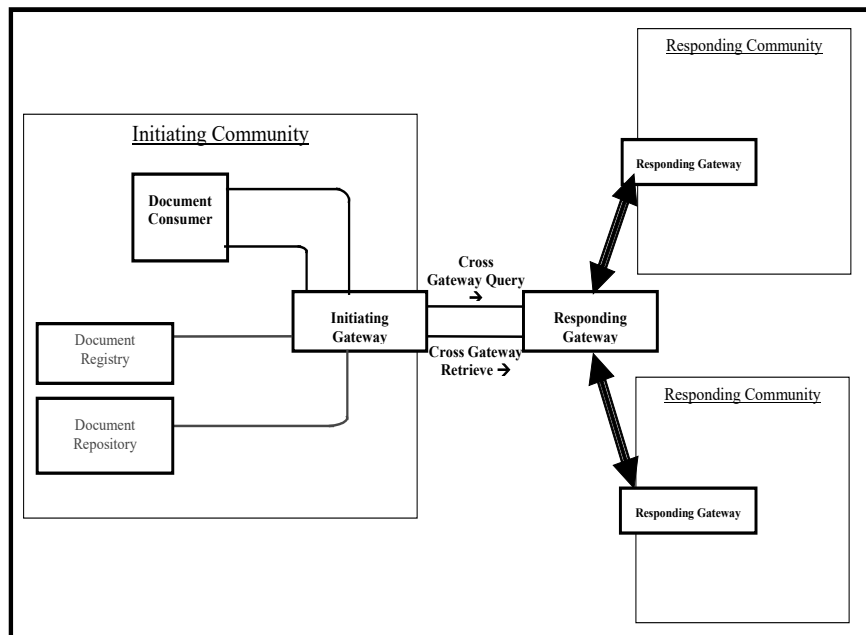 Responding Community
Responding Gateway
Initiating Community
Document
Consumer
Cross
Gateway Query
→
Initiating
Gateway
Responding
Gateway
Cross Gateway
Retrieve →
Document
Registry
Document
Repository
Responding Community
Responding Gateway